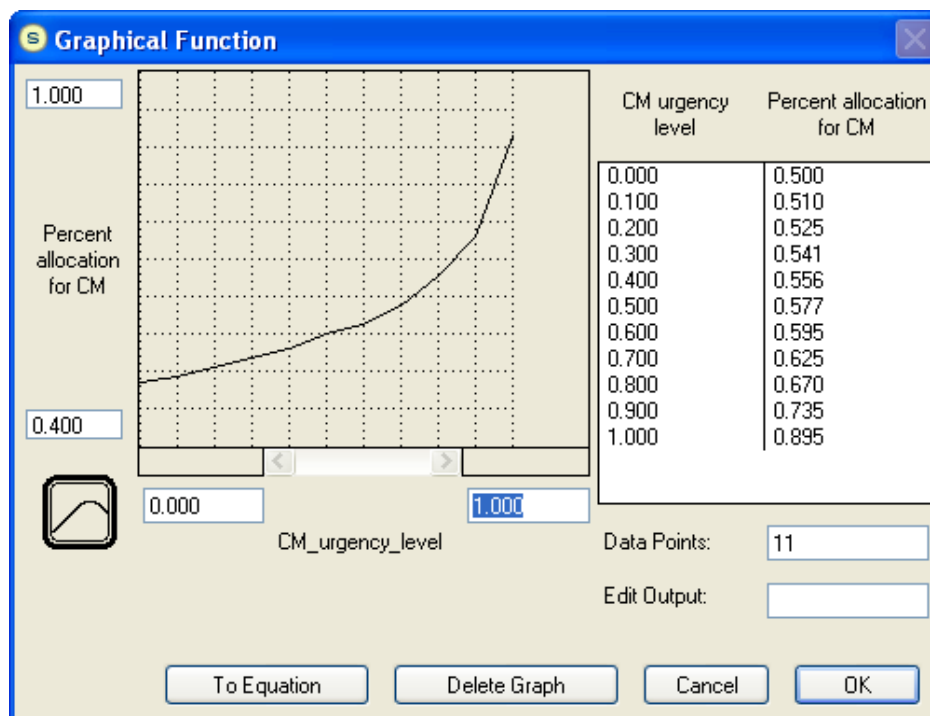 S Graphical Function
1.000
Percent
allocation
for CM
0.400
0.000
1.000
CM_urgency_level
CM urgency
level
Percent allocation
for CM
0.000 0.500
0.100 0.510
0.200 0.525
0.300 0.541
0.400 0.556
0.500 0.577
0.600 0.595
0.700 0.625
0.800 0.670
0.900 0.735
1.000 0.895
Data Points: 11
Edit Output:
To Equation
Delete Graph
Cancel
OK